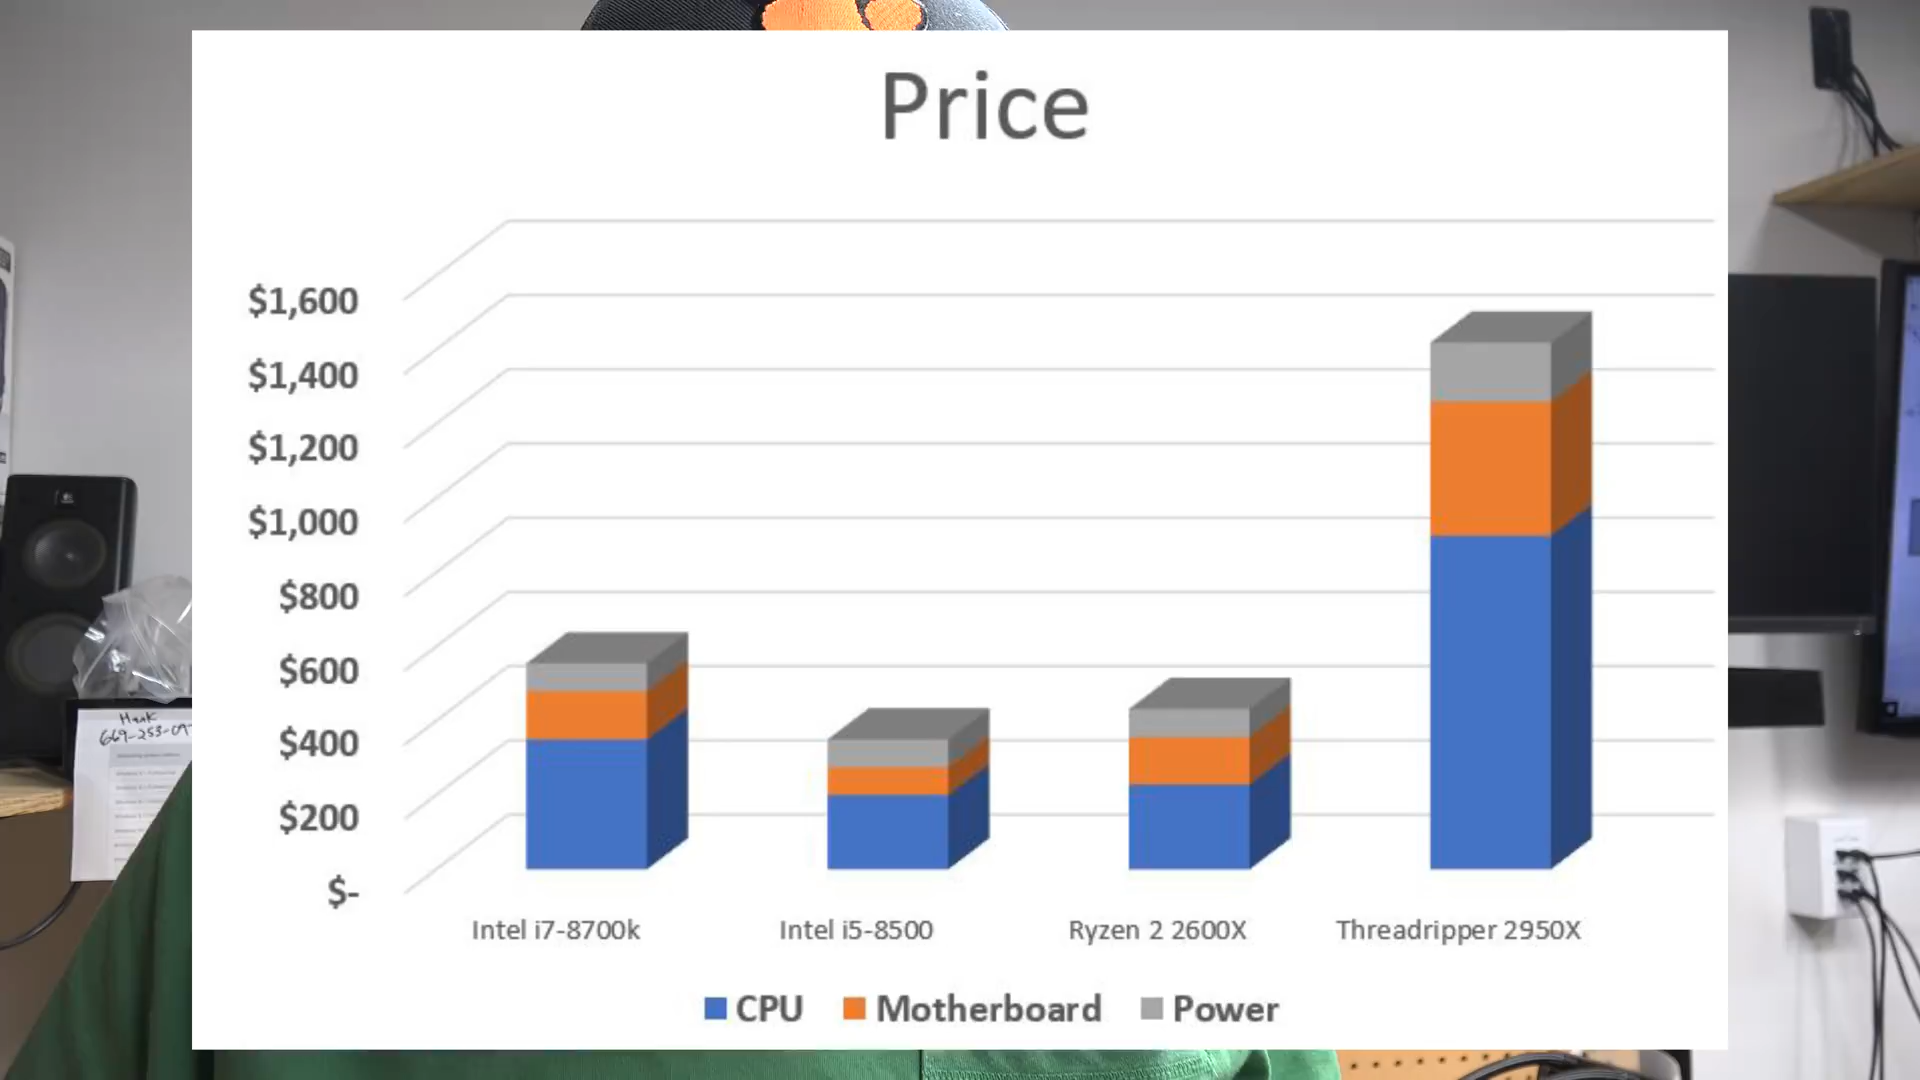 Price
$1,600
$1,400
$1,200
$1,000
$800
$600
$400
$200
$-
Intel i7-8700k Intel i5-8500 Ryzen 2 2600X Threadripper 2950X
CPU Motherboard Power
Hank